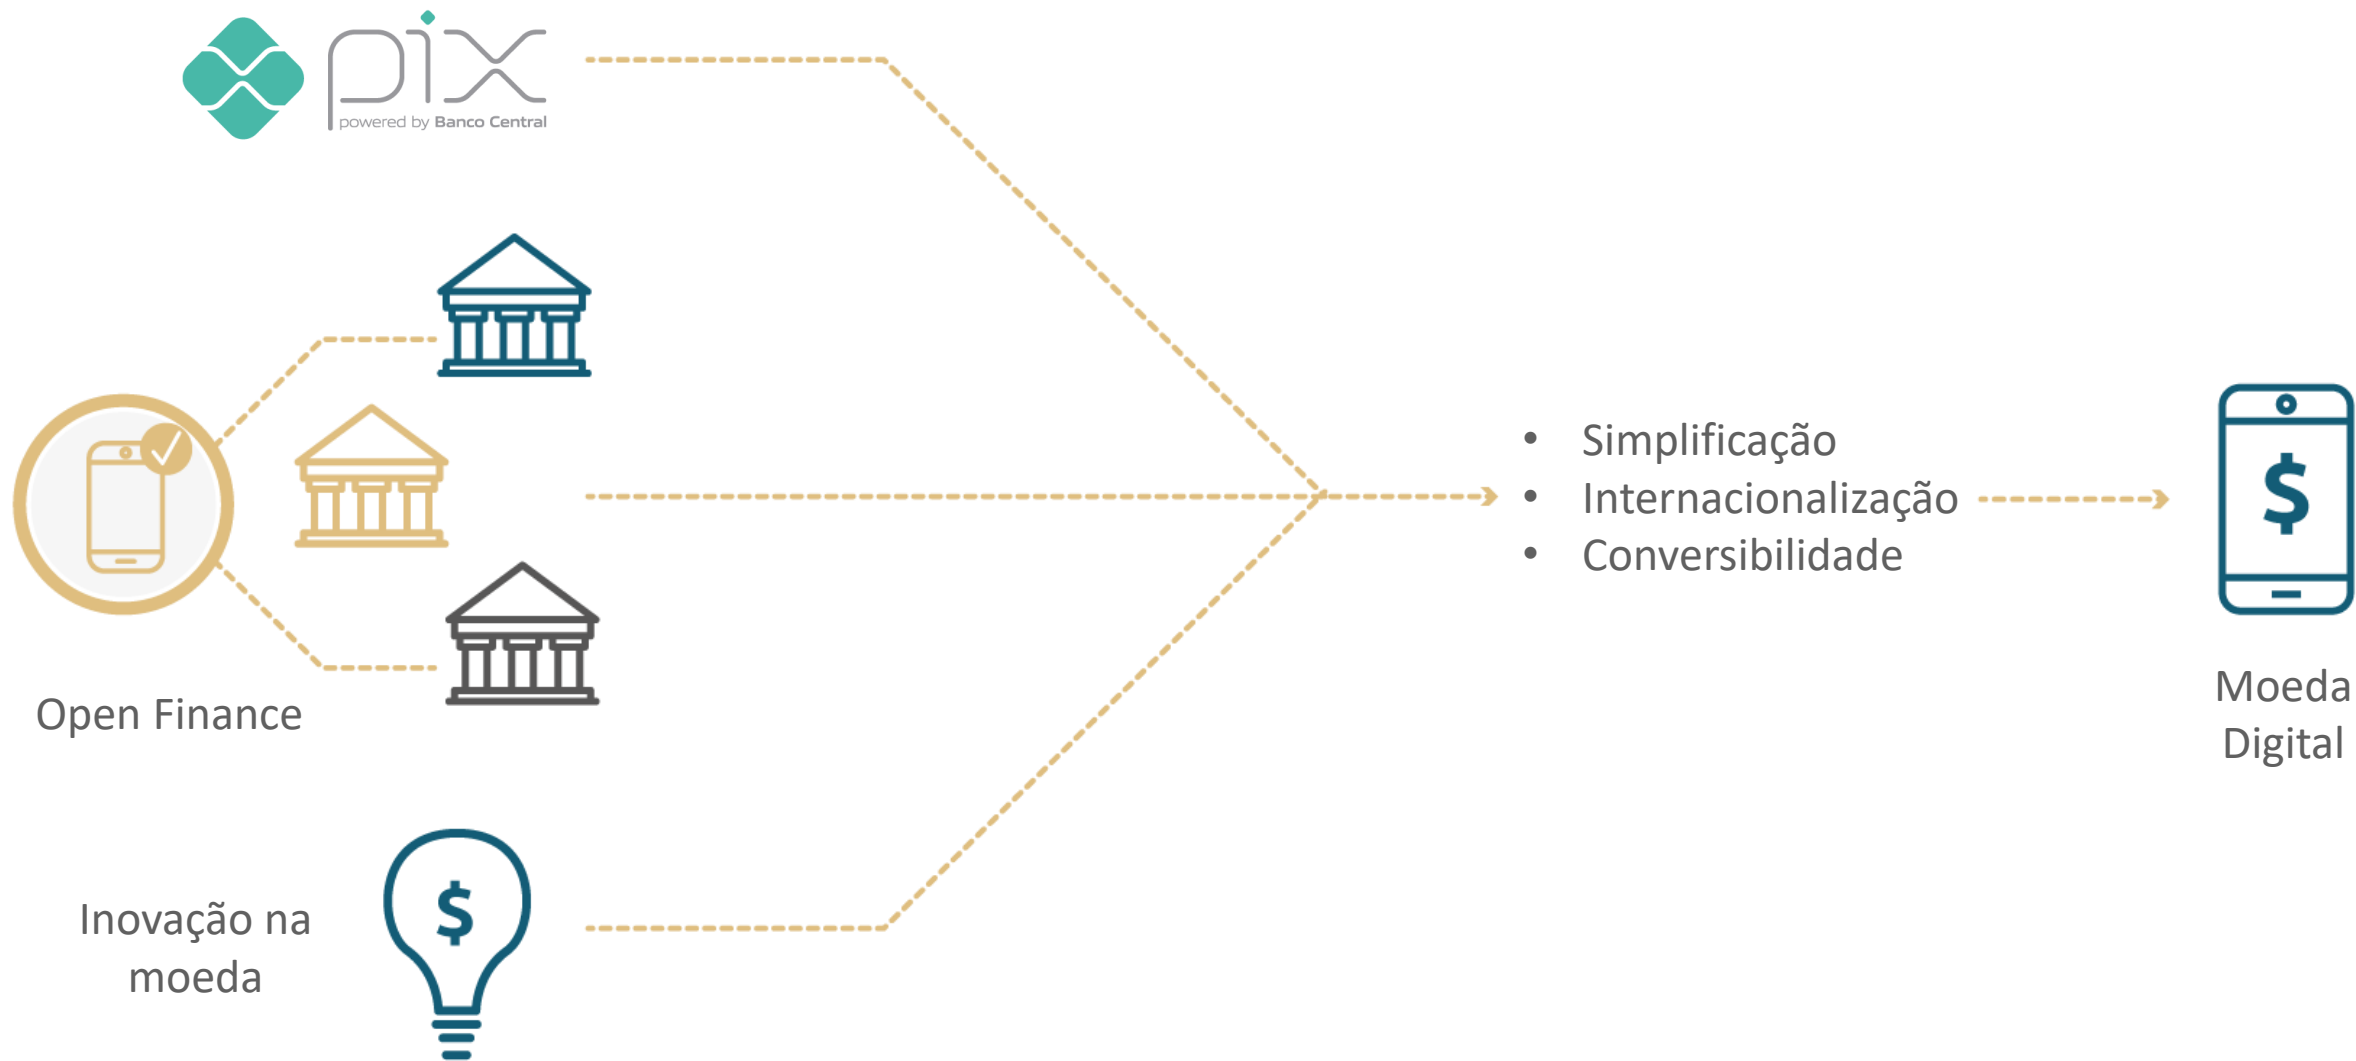 pix
powered by Banco Central
Open Finance
Inovação na
moeda
$
• Simplificação
• Internacionalização
• Conversibilidade
$
Moeda
Digital